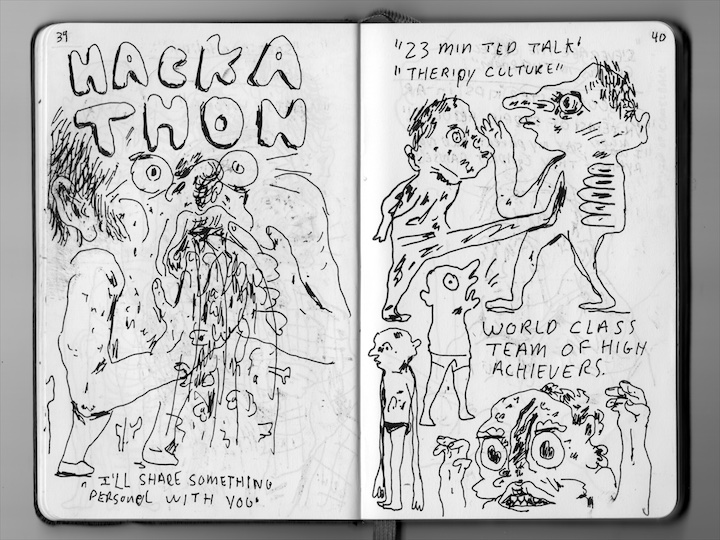 39
HACKA
THON
"I'LL SHARE SOMETHING
PERSONAL WITH YOU"
40
"23 MIN TED TALK"
"THERIPY CULTURE"
WORLD CLASS
TEAM OF HIGH
ACHIEVERS.